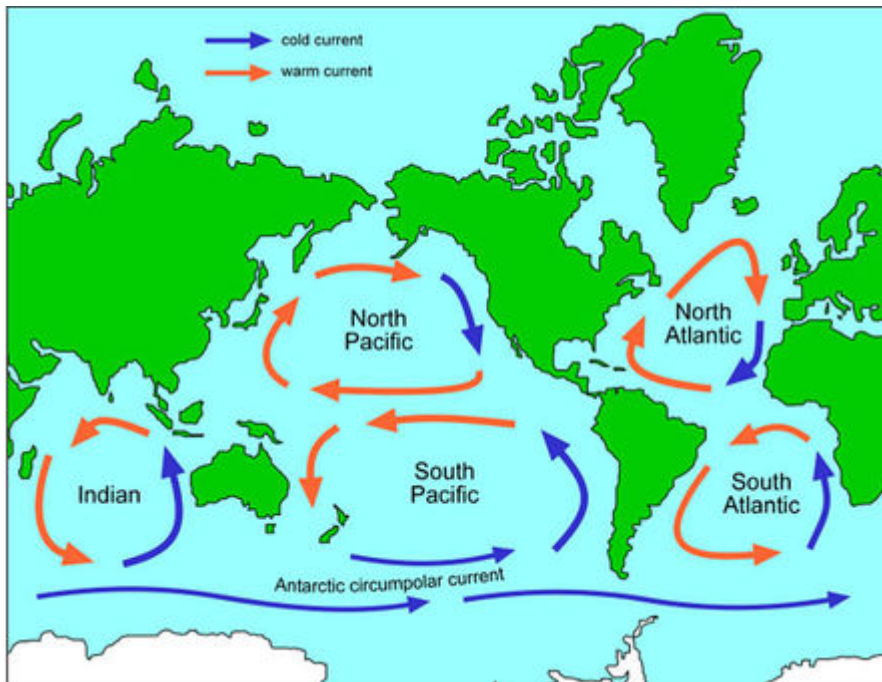 cold current
warm current
North
Pacific
North
Atlantic
Indian
South
Pacific
South
Atlantic
Antarctic circumpolar current